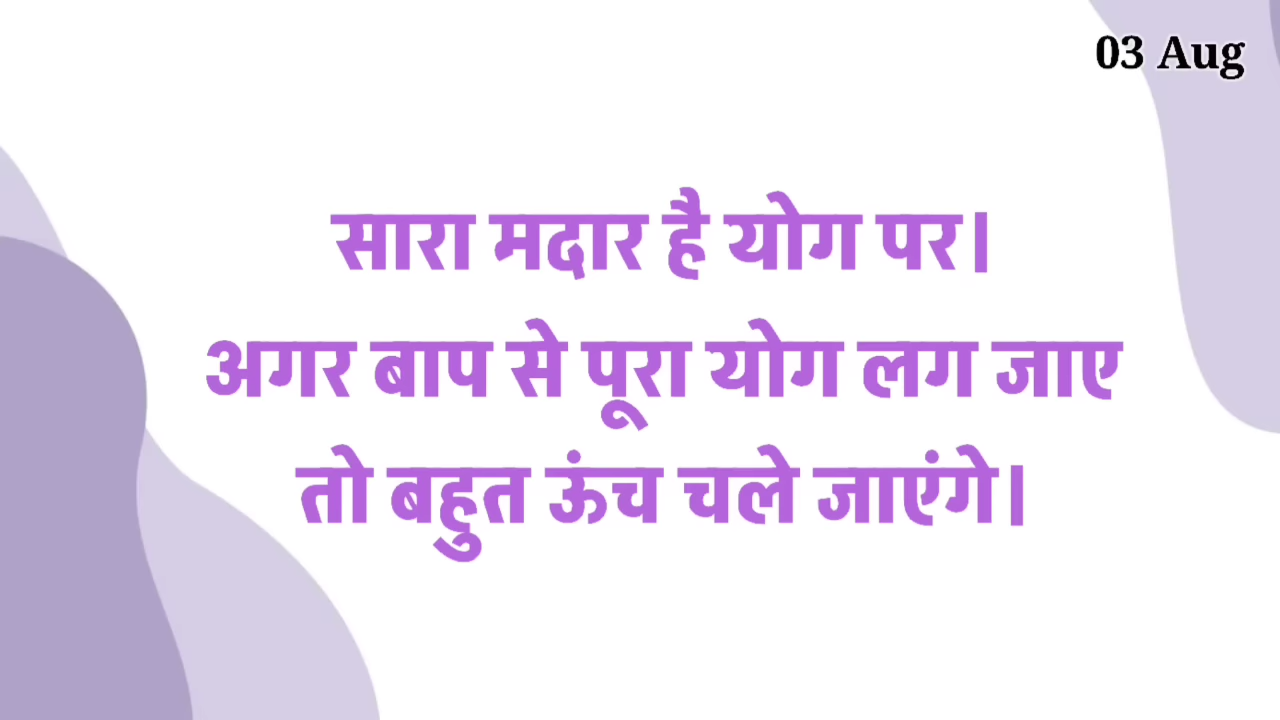 03 Aug
सारा मदार है योग पर।
अगर बाप से पूरा योग लग जाए
तो बहुत ऊंच चले जाएंगे।